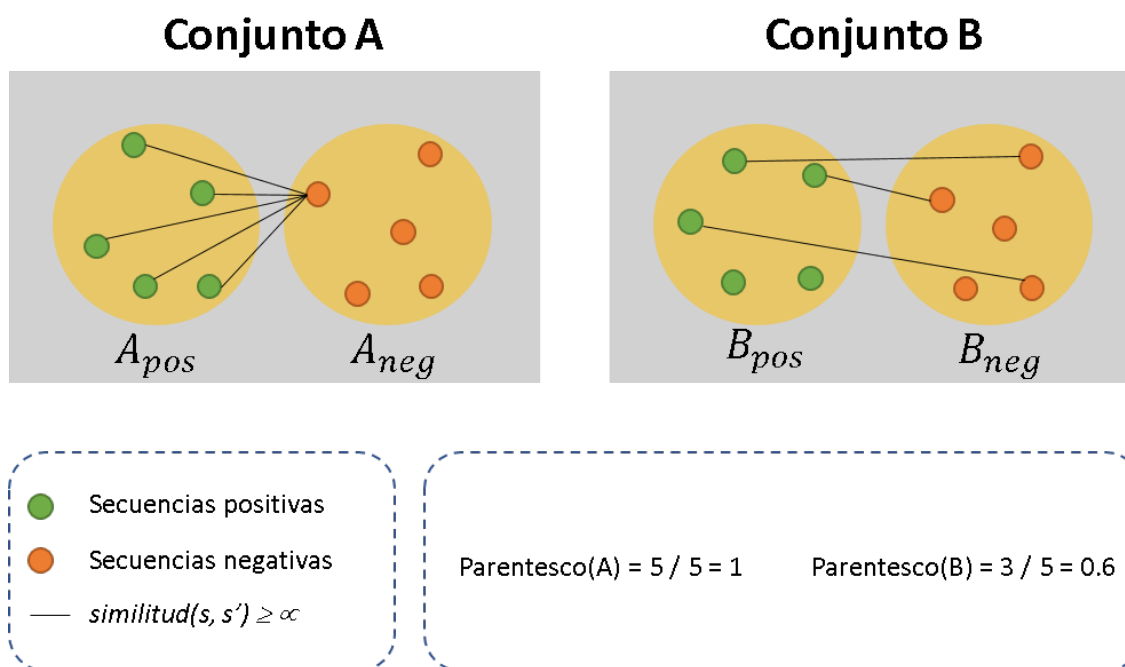 Conjunto A
Conjunto B
A_pos
A_neg
B_pos
B_neg
Secuencias positivas
Secuencias negativas
similitud(s, s′) ≥ ∝
Parentesco(A) = 5 / 5 = 1
Parentesco(B) = 3 / 5 = 0.6